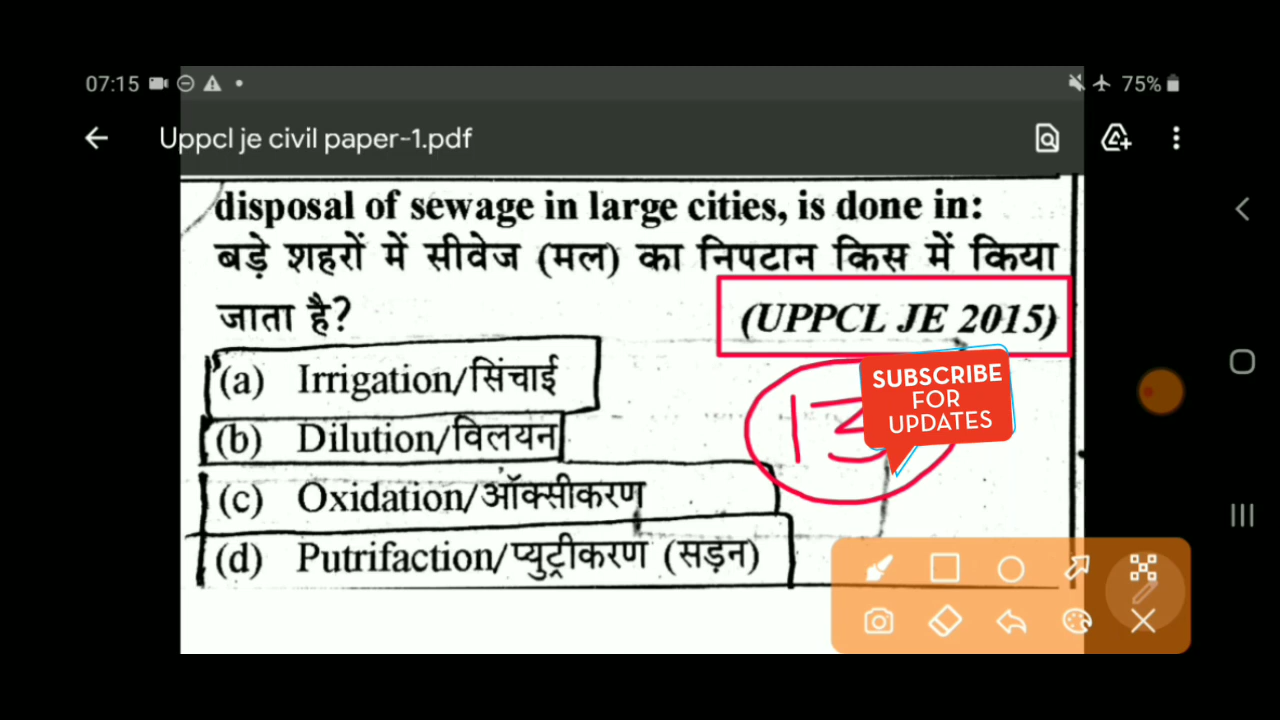 07:15
75%
Uppcl je civil paper-1.pdf
disposal of sewage in large cities, is done in:
बड़े शहरों में सीवेज (मल) का निपटान किस में किया
जाता है?
(UPPCL JE 2015)
(a) Irrigation/सिंचाई
(b) Dilution/विलयन
(c) Oxidation/ऑक्सीकरण
(d) Putrifaction/प्युट्रीकरण (सड़न)
SUBSCRIBE
FOR
UPDATES